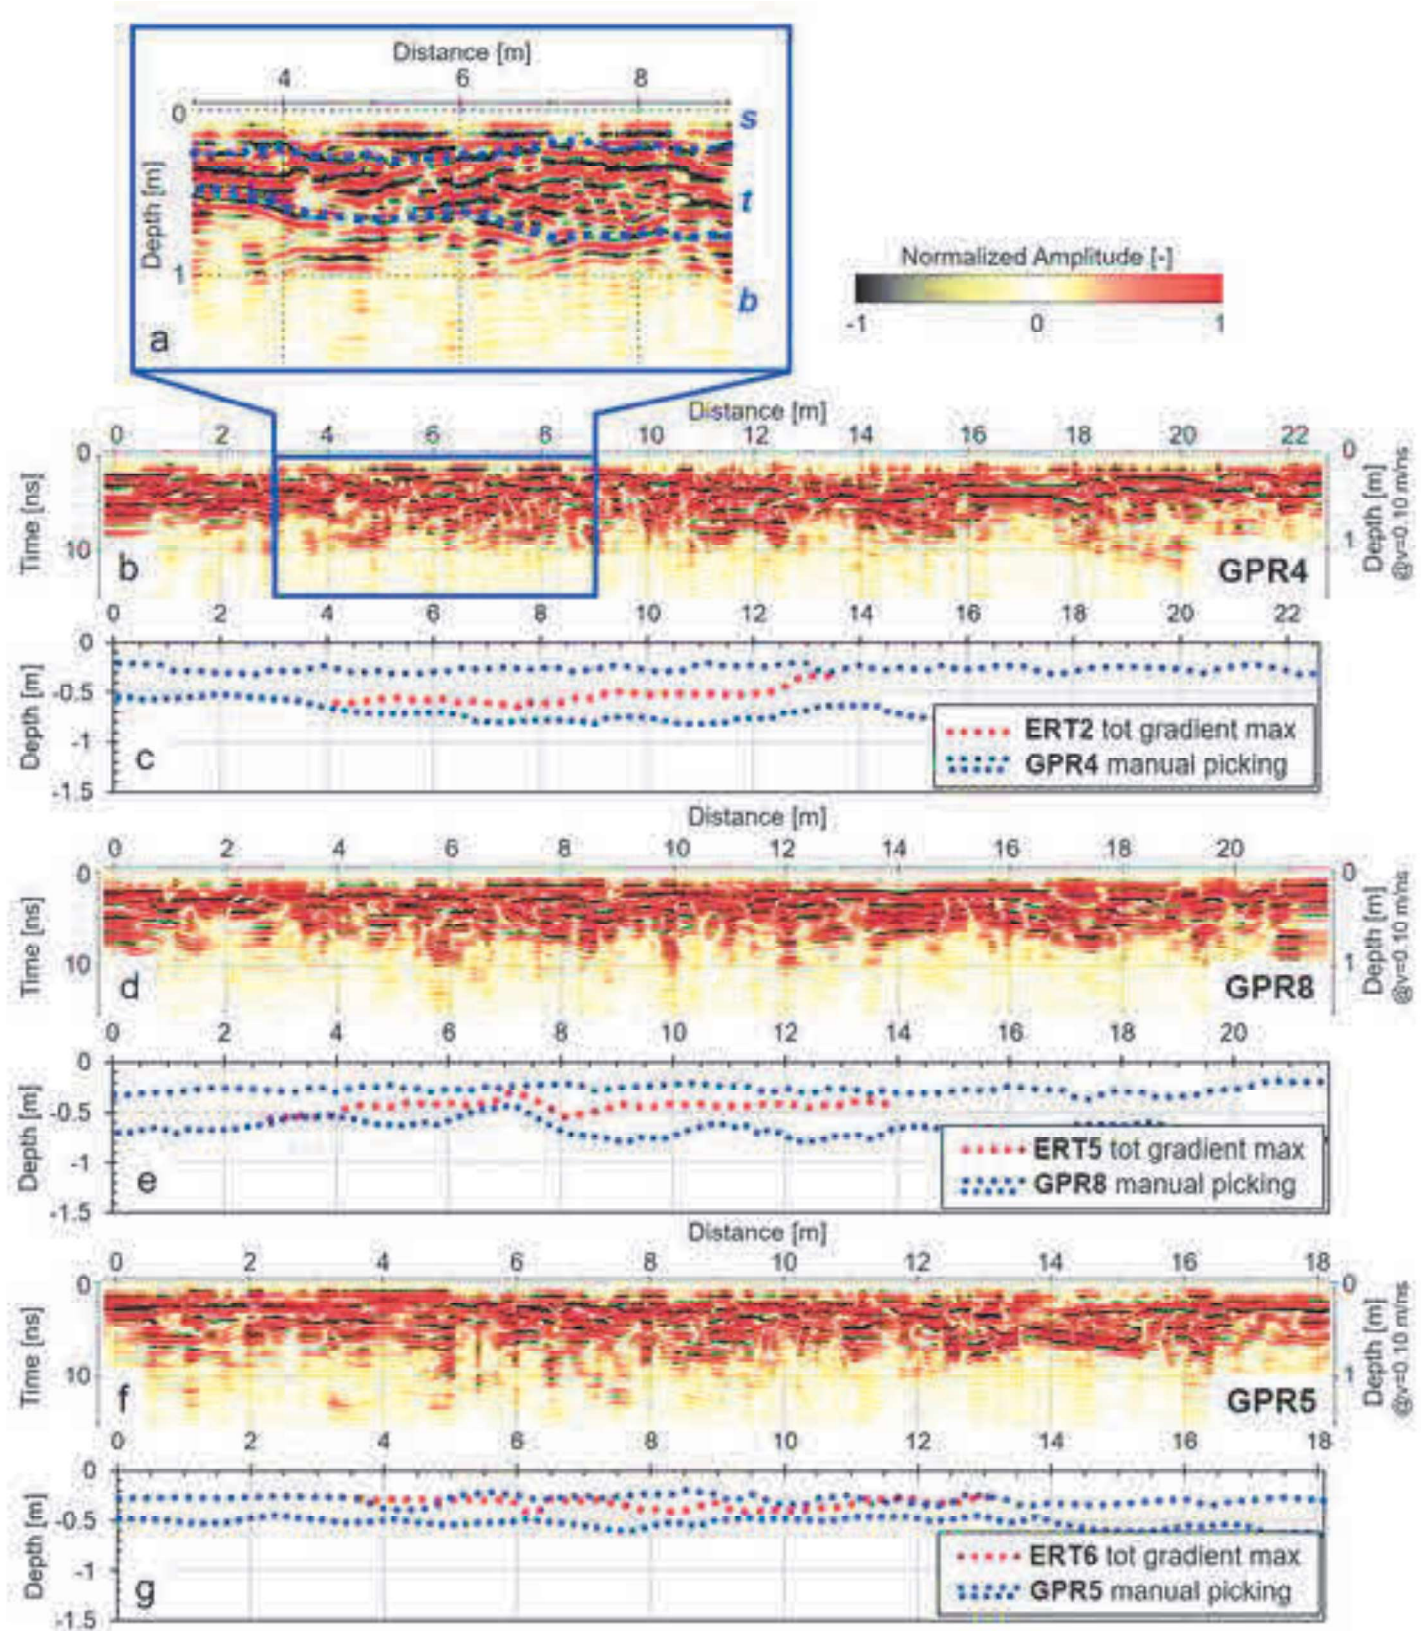 Distance [m]
4 6 8
0
s
Depth [m]
t
1
b
a
Normalized Amplitude [-]
-1 0 1
Distance [m]
0 2 4 6 8 10 12 14 16 18 20 22
0 0
Time [ns]
Depth [m]
@v=0.10 m/ns
10 1
b
GPR4
0 2 4 6 8 10 12 14 16 18 20 22
0
Depth [m]
-0.5
-1
-1.5
c
ERT2 tot gradient max
GPR4 manual picking
Distance [m]
0 2 4 6 8 10 12 14 16 18 20
0 0
Time [ns]
Depth [m]
@v=0.10 m/ns
10 1
d
GPR8
0 2 4 6 8 10 12 14 16 18 20
0
Depth [m]
-0.5
-1
-1.5
e
ERT5 tot gradient max
GPR8 manual picking
Distance [m]
0 2 4 6 8 10 12 14 16 18
0 0
Time [ns]
Depth [m]
@v=0.10 m/ns
10 1
f
GPR5
0 2 4 6 8 10 12 14 16 18
0
Depth [m]
-0.5
-1
-1.5
g
ERT6 tot gradient max
GPR5 manual picking